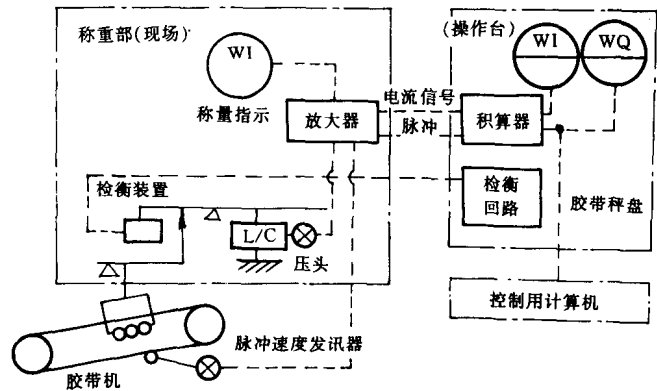 称重部(现场)
WI
称量指示
放大器
电流信号
脉冲
(操作台)
WI
WQ
积算器
检衡
回路
胶带秤盘
检衡装置
L/C
压头
控制用计算机
脉冲速度发讯器
胶带机